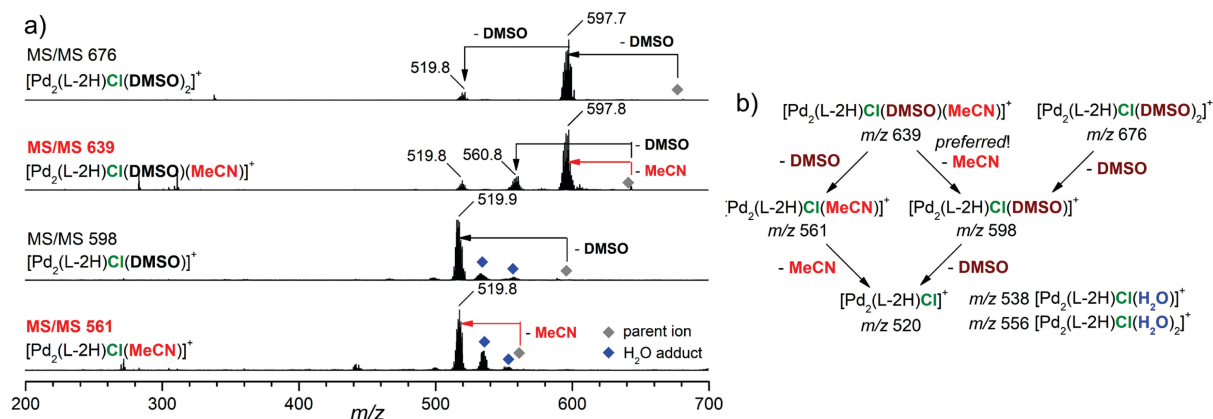 a)
MS/MS 676
[Pd₂(L-2H)Cl(DMSO)₂]⁺
597.7
- DMSO
- DMSO
519.8
MS/MS 639
[Pd₂(L-2H)Cl(DMSO)(MeCN)]⁺
597.8
- DMSO
- MeCN
519.8
560.8
MS/MS 598
[Pd₂(L-2H)Cl(DMSO)]⁺
519.9
- DMSO
MS/MS 561
[Pd₂(L-2H)Cl(MeCN)]⁺
519.8
- MeCN
parent ion
H₂O adduct
200 300 400 500 600 700
m/z
b)
[Pd₂(L-2H)Cl(DMSO)(MeCN)]⁺ [Pd₂(L-2H)Cl(DMSO)₂]⁺
m/z 639 m/z 676
preferred!
- DMSO - MeCN - DMSO
Pd₂(L-2H)Cl(MeCN)]⁺ [Pd₂(L-2H)Cl(DMSO)]⁺
m/z 561 m/z 598
- MeCN - DMSO
[Pd₂(L-2H)Cl]⁺
m/z 520
m/z 538 [Pd₂(L-2H)Cl(H₂O)]⁺
m/z 556 [Pd₂(L-2H)Cl(H₂O)₂]⁺